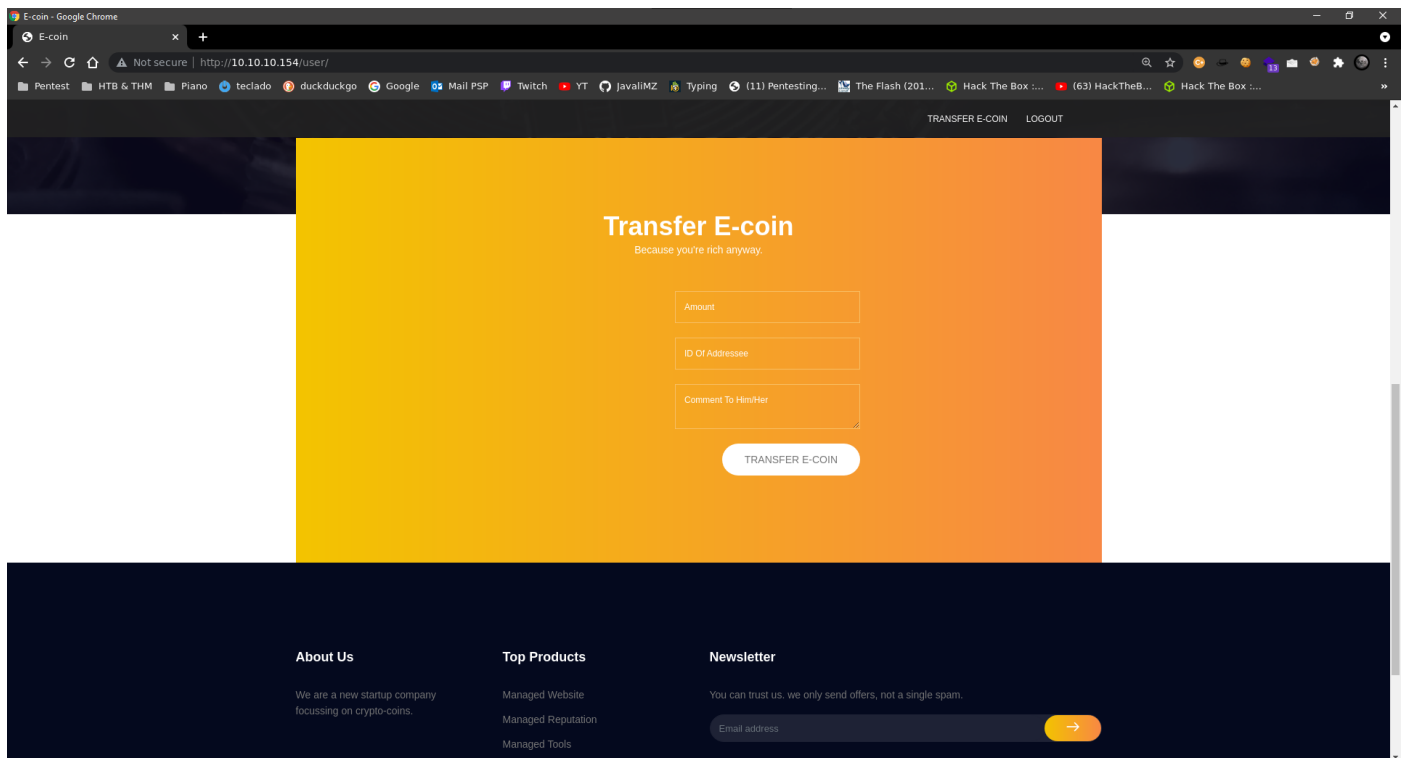 E-coin - Google Chrome
E-coin
Not secure | http://10.10.10.154/user/
Pentest HTB & THM Piano teclado duckduckgo Google Mail PSP Twitch YT JavaliMZ Typing (11) Pentesting... The Flash (201... Hack The Box :... (63) HackTheB... Hack The Box :... »
13
TRANSFER E-COIN LOGOUT
Transfer E-coin
Because you're rich anyway.
Amount
ID Of Addressee
Comment To Him/Her
TRANSFER E-COIN
About Us
We are a new startup company
focussing on crypto-coins.
Top Products
Managed Website
Managed Reputation
Managed Tools
Newsletter
You can trust us. we only send offers, not a single spam.
Email address